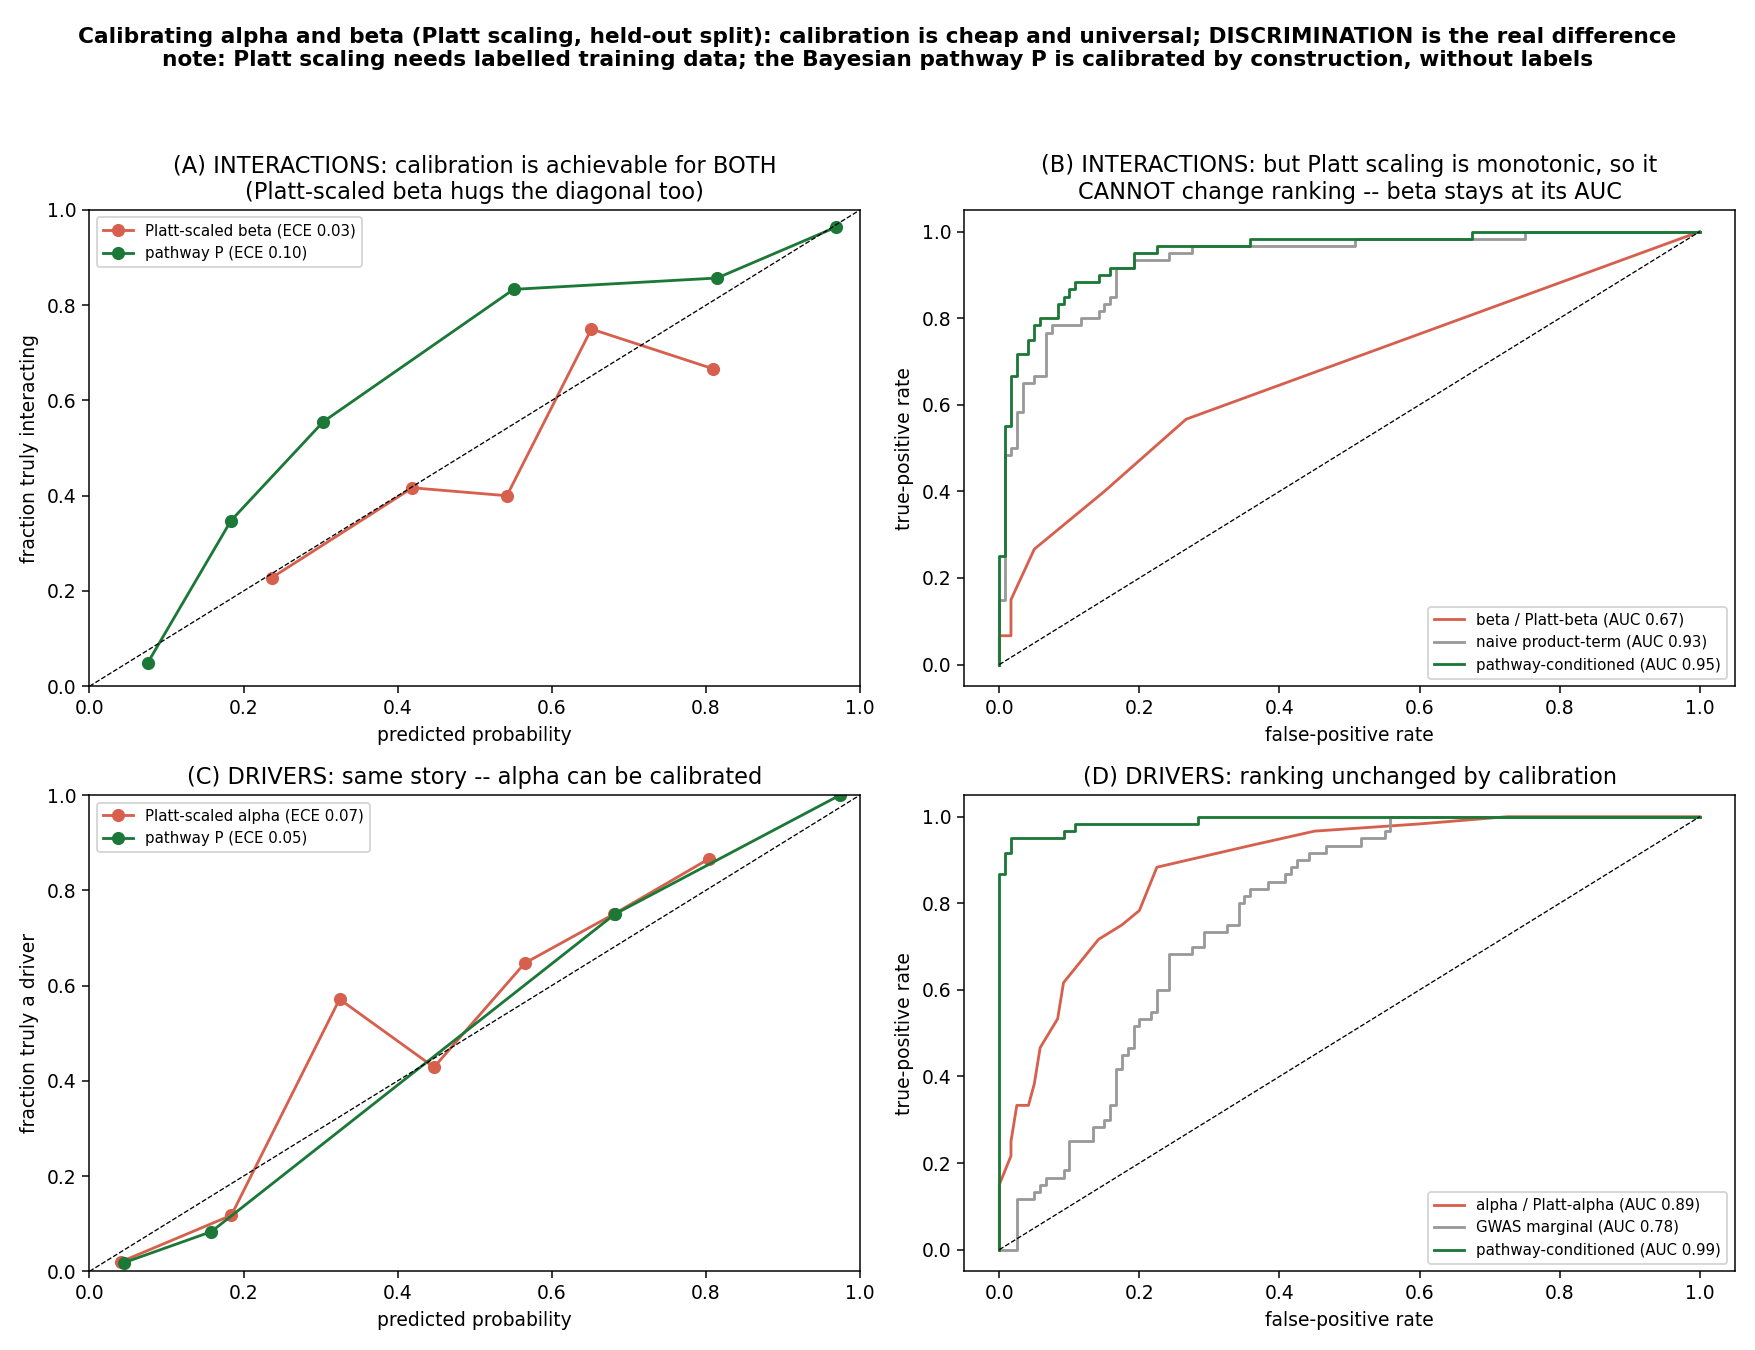 Calibrating alpha and beta (Platt scaling, held-out split): calibration is cheap and universal; DISCRIMINATION is the real difference
note: Platt scaling needs labelled training data; the Bayesian pathway P is calibrated by construction, without labels
(A) INTERACTIONS: calibration is achievable for BOTH
(Platt-scaled beta hugs the diagonal too)
1.0
0.8
0.6
0.4
0.2
0.0
fraction truly interacting
Platt-scaled beta (ECE 0.03)
pathway P (ECE 0.10)
0.0 0.2 0.4 0.6 0.8 1.0
predicted probability
(B) INTERACTIONS: but Platt scaling is monotonic, so it
CANNOT change ranking -- beta stays at its AUC
1.0
0.8
0.6
0.4
0.2
0.0
true-positive rate
beta / Platt-beta (AUC 0.67)
naive product-term (AUC 0.93)
pathway-conditioned (AUC 0.95)
0.0 0.2 0.4 0.6 0.8 1.0
false-positive rate
(C) DRIVERS: same story -- alpha can be calibrated
1.0
0.8
0.6
0.4
0.2
0.0
fraction truly a driver
Platt-scaled alpha (ECE 0.07)
pathway P (ECE 0.05)
0.0 0.2 0.4 0.6 0.8 1.0
predicted probability
(D) DRIVERS: ranking unchanged by calibration
1.0
0.8
0.6
0.4
0.2
0.0
true-positive rate
alpha / Platt-alpha (AUC 0.89)
GWAS marginal (AUC 0.78)
pathway-conditioned (AUC 0.99)
0.0 0.2 0.4 0.6 0.8 1.0
false-positive rate